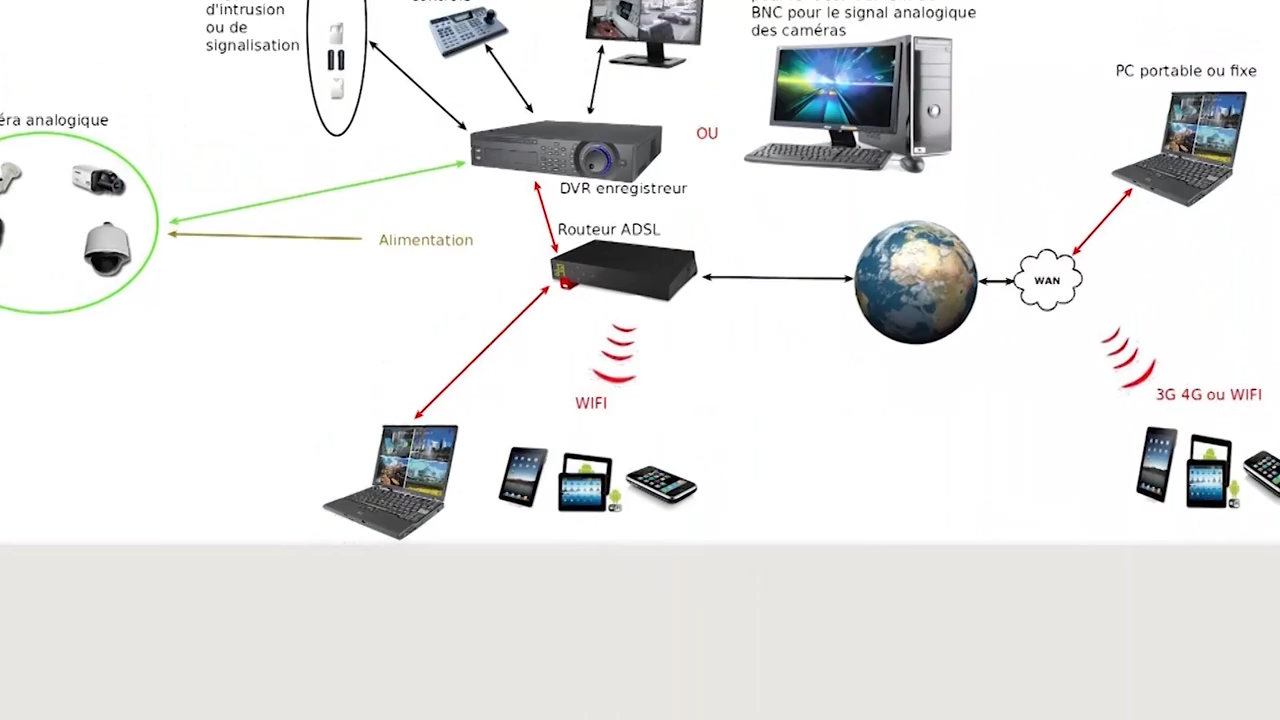 d'intrusion
ou de
signalisation
BNC pour le signal analogique
des caméras
PC portable ou fixe
analogique
OU
DVR enregistreur
Alimentation
Routeur ADSL
WAN
WIFI
3G 4G ou WIFI